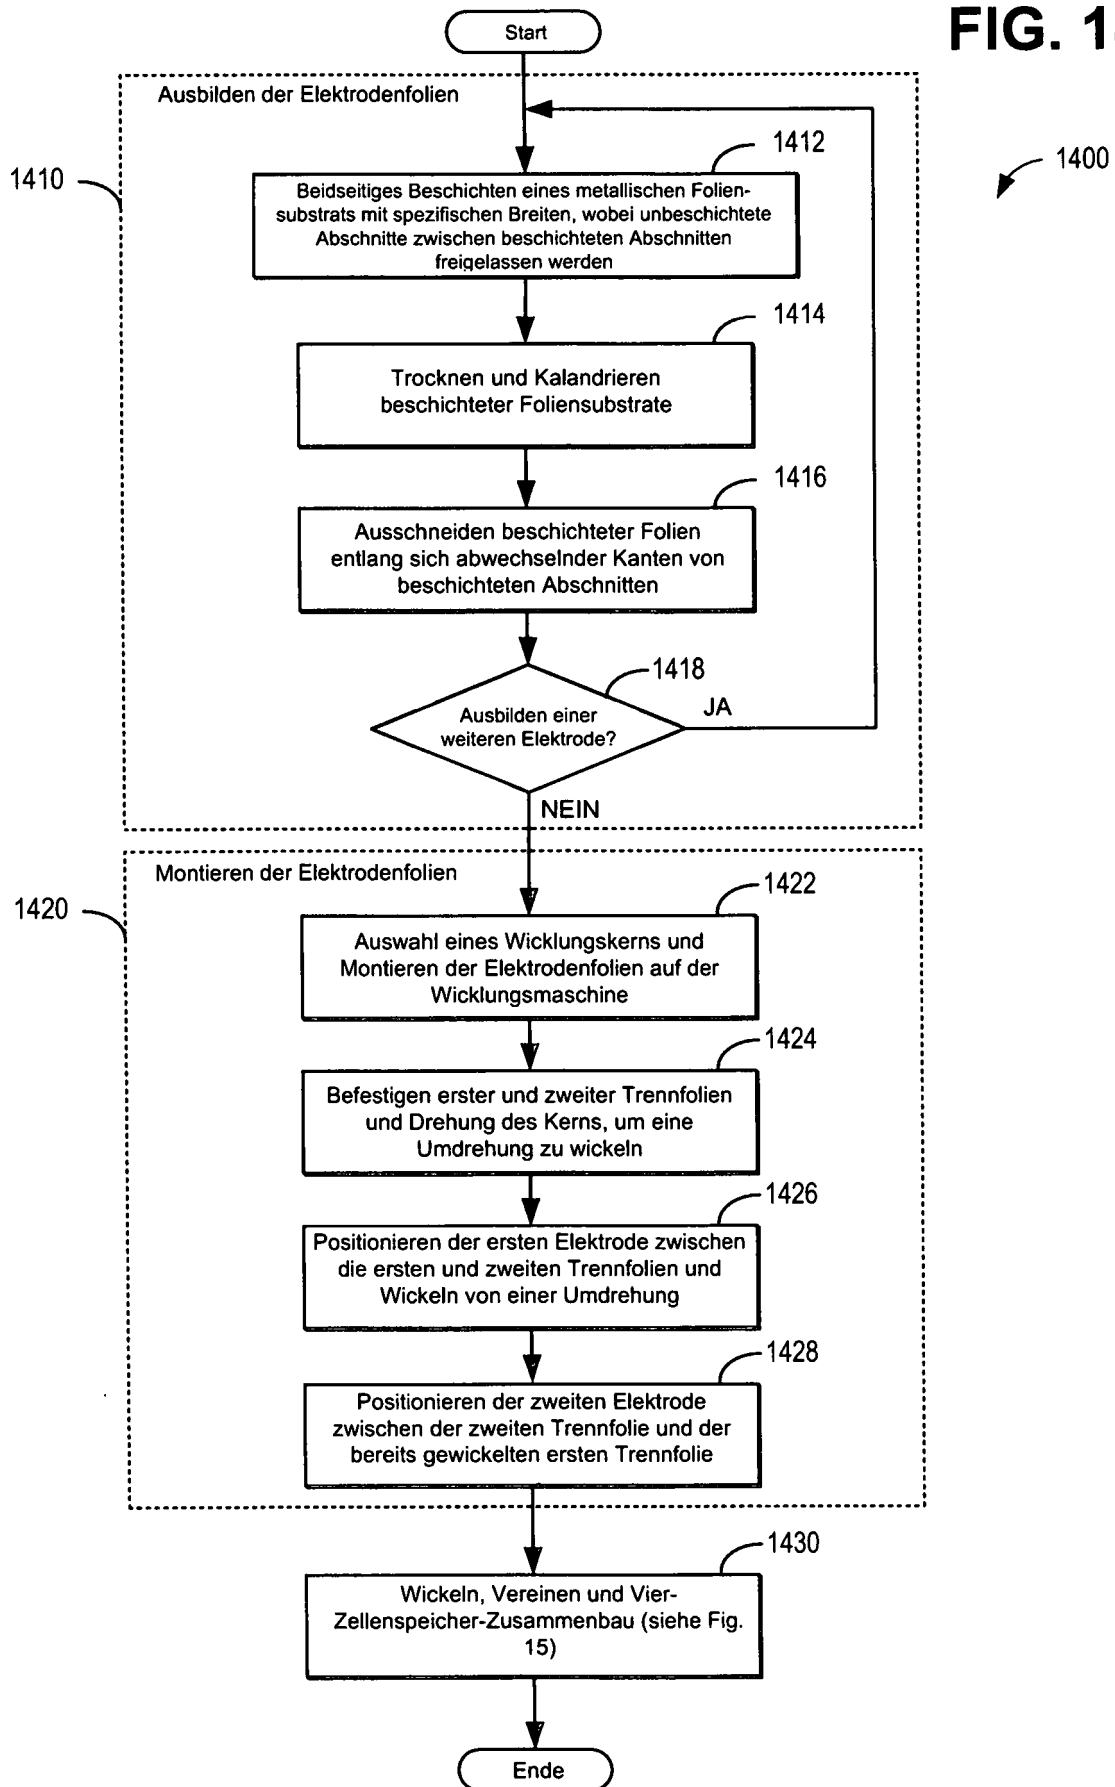 FIG. 1
Start
Ausbilden der Elektrodenfolien
1410
1400
1412
Beidseitiges Beschichten eines metallischen Folien-
substrats mit spezifischen Breiten, wobei unbeschichtete
Abschnitte zwischen beschichteten Abschnitten
freigelassen werden
1414
Trocknen und Kalandrieren
beschichteter Foliensubstrate
1416
Ausschneiden beschichteter Folien
entlang sich abwechselnder Kanten von
beschichteten Abschnitten
1418
Ausbilden einer
weiteren Elektrode?
JA
NEIN
Montieren der Elektrodenfolien
1420
1422
Auswahl eines Wicklungskerns und
Montieren der Elektrodenfolien auf der
Wicklungsmaschine
1424
Befestigen erster und zweiter Trennfolien
und Drehung des Kerns, um eine
Umdrehung zu wickeln
1426
Positionieren der ersten Elektrode zwischen
die ersten und zweiten Trennfolien und
Wickeln von einer Umdrehung
1428
Positionieren der zweiten Elektrode
zwischen der zweiten Trennfolie und der
bereits gewickelten ersten Trennfolie
1430
Wickeln, Vereinen und Vier-
Zellenspeicher-Zusammenbau (siehe Fig.
15)
Ende